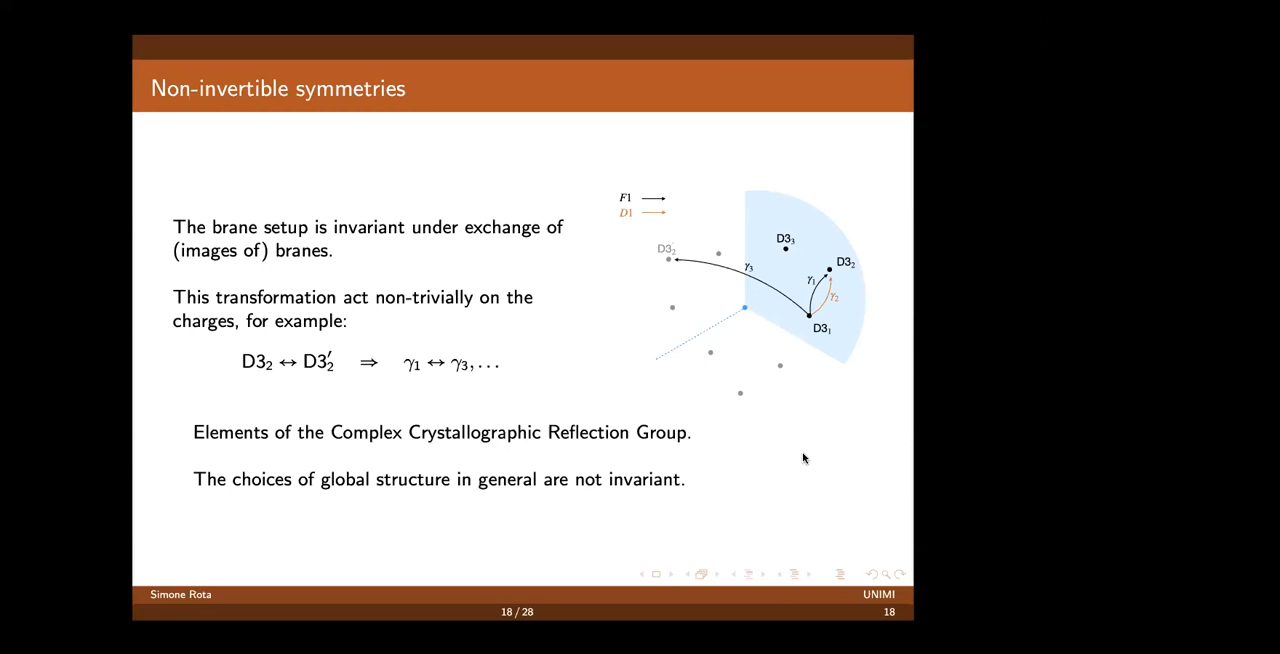 Non-invertible symmetries
The brane setup is invariant under exchange of
(images of) branes.
This transformation act non-trivially on the
charges, for example:
D3₂ ↔ D3₂′ ⇒ γ₁ ↔ γ₃, …
F1
D1
D3₂′
D3₃
D3₂
γ₃
γ₁
γ₂
D3₁
Elements of the Complex Crystallographic Reflection Group.
The choices of global structure in general are not invariant.
Simone Rota
UNIMI
18 / 28
18